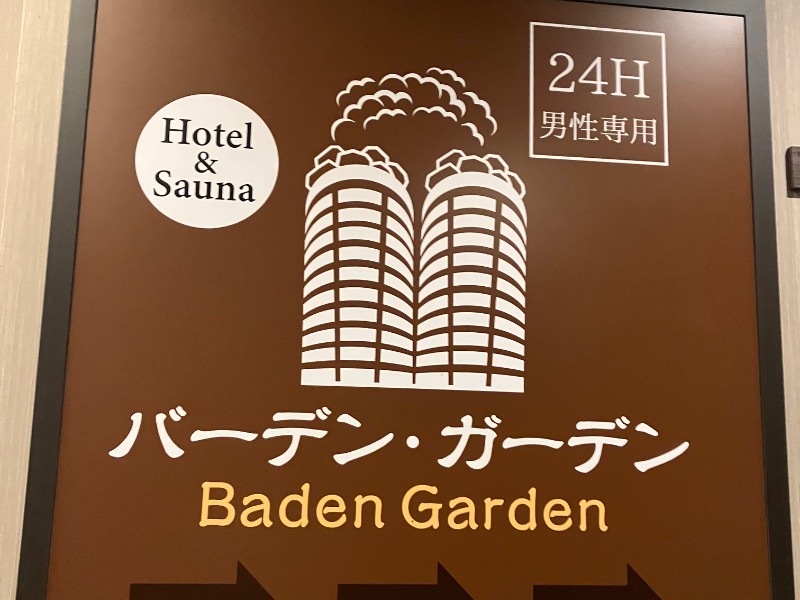 Hotel
&
Sauna
24H
男性専用
バーデン・ガーデン
Baden Garden